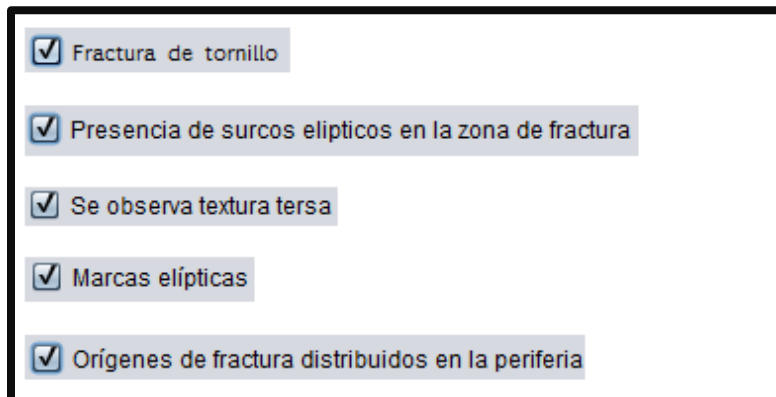 Fractura de tornillo
Presencia de surcos elipticos en la zona de fractura
Se observa textura tersa
Marcas elípticas
Orígenes de fractura distribuidos en la periferia